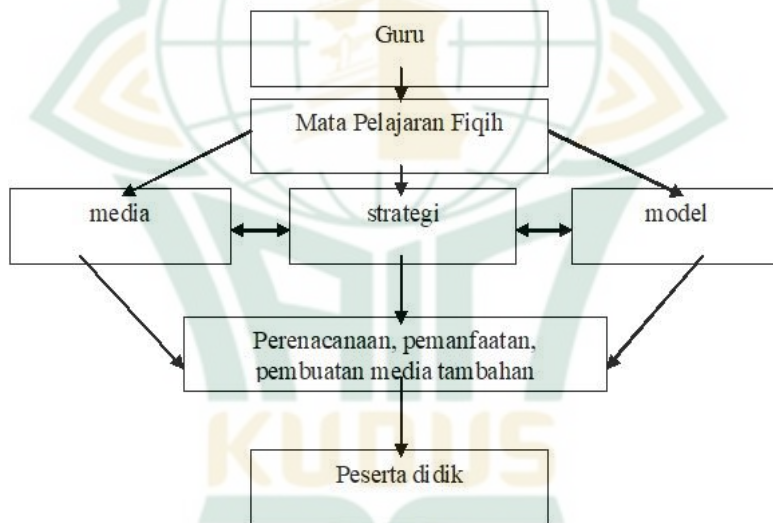 Guru
Mata Pelajaran Fiqih
media
strategi
model
Perenacanaan, pemanfaatan,
pembuatan media tambahan
KUDUS
Peserta didik